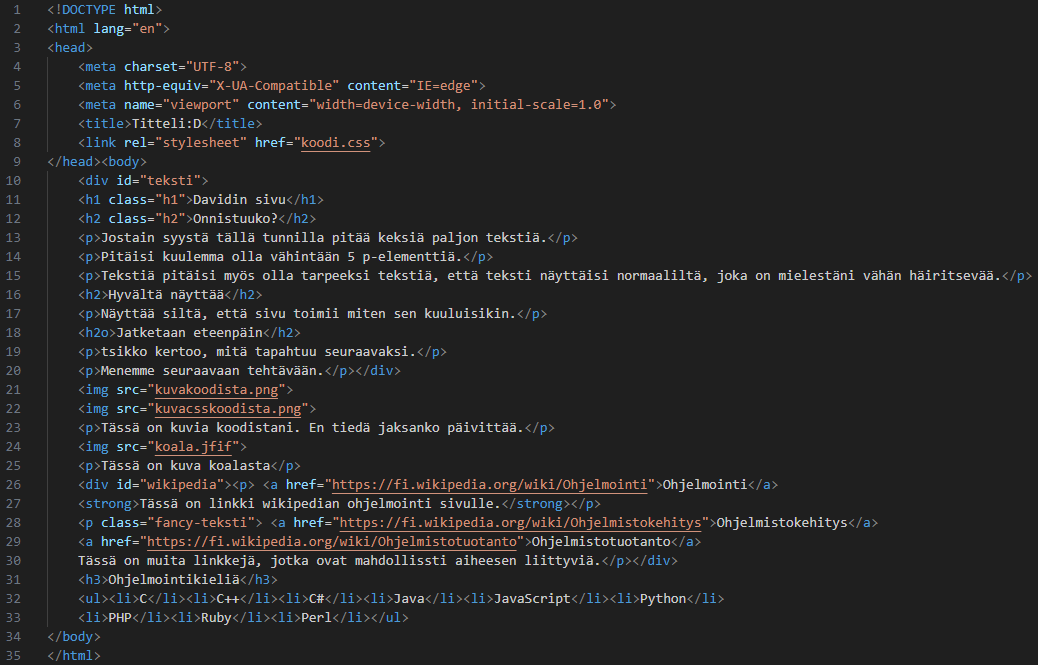 1 <!DOCTYPE html>
2 <html lang="en">
3 <head>
4     <meta charset="UTF-8">
5     <meta http-equiv="X-UA-Compatible" content="IE=edge">
6     <meta name="viewport" content="width=device-width, initial-scale=1.0">
7     <title>Titteli:D</title>
8     <link rel="stylesheet" href="koodi.css">
9 </head><body>
10     <div id="teksti">
11     <h1 class="h1">Davidin sivu</h1>
12     <h2 class="h2">Onnistuuko?</h2>
13     <p>Jostain syystä tällä tunnilla pitää keksiä paljon tekstiä.</p>
14     <p>Pitäisi kuulemma olla vähintään 5 p-elementtiä.</p>
15     <p>Tekstiä pitäisi myös olla tarpeeksi tekstiä, että teksti näyttäisi normaaliltä, joka on mielestäni vähän häiritsevää.</p>
16     <h2>Hyvältä näyttää</h2>
17     <p>Näyttää siltä, että sivu toimii miten sen kuuluisikin.</p>
18     <h2o>Jatketaan eteenpäin</h2>
19     <p>tsikko kertoo, mitä tapahtuu seuraavaksi.</p>
20     <p>Menemme seuraavaan tehtävään.</p></div>
21     <img src="kuvakoodista.png">
22     <img src="kuvacsskoodista.png">
23     <p>Tässä on kuvia koodistani. En tiedä jaksanko päivittää.</p>
24     <img src="koala.jfif">
25     <p>Tässä on kuva koalasta</p>
26     <div id="wikipedia"><p> <a href="https://fi.wikipedia.org/wiki/Ohjelmointi">Ohjelmointi</a>
27     <strong>Tässä on linkki wikipedian ohjelmointi sivulle.</strong></p>
28     <p class="fancy-teksti"> <a href="https://fi.wikipedia.org/wiki/Ohjelmistokehitys">Ohjelmistokehitys</a>
29     <a href="https://fi.wikipedia.org/wiki/Ohjelmistotuotanto">Ohjelmistotuotanto</a>
30     Tässä on muita linkkejä, jotka ovat mahdollissti aiheesen liittyviä.</p></div>
31     <h3>Ohjelmointikieliä</h3>
32     <ul><li>C</li><li>C++</li><li>C#</li><li>Java</li><li>JavaScript</li><li>Python</li>
33     <li>PHP</li><li>Ruby</li><li>Perl</li></ul>
34 </body>
35 </html>